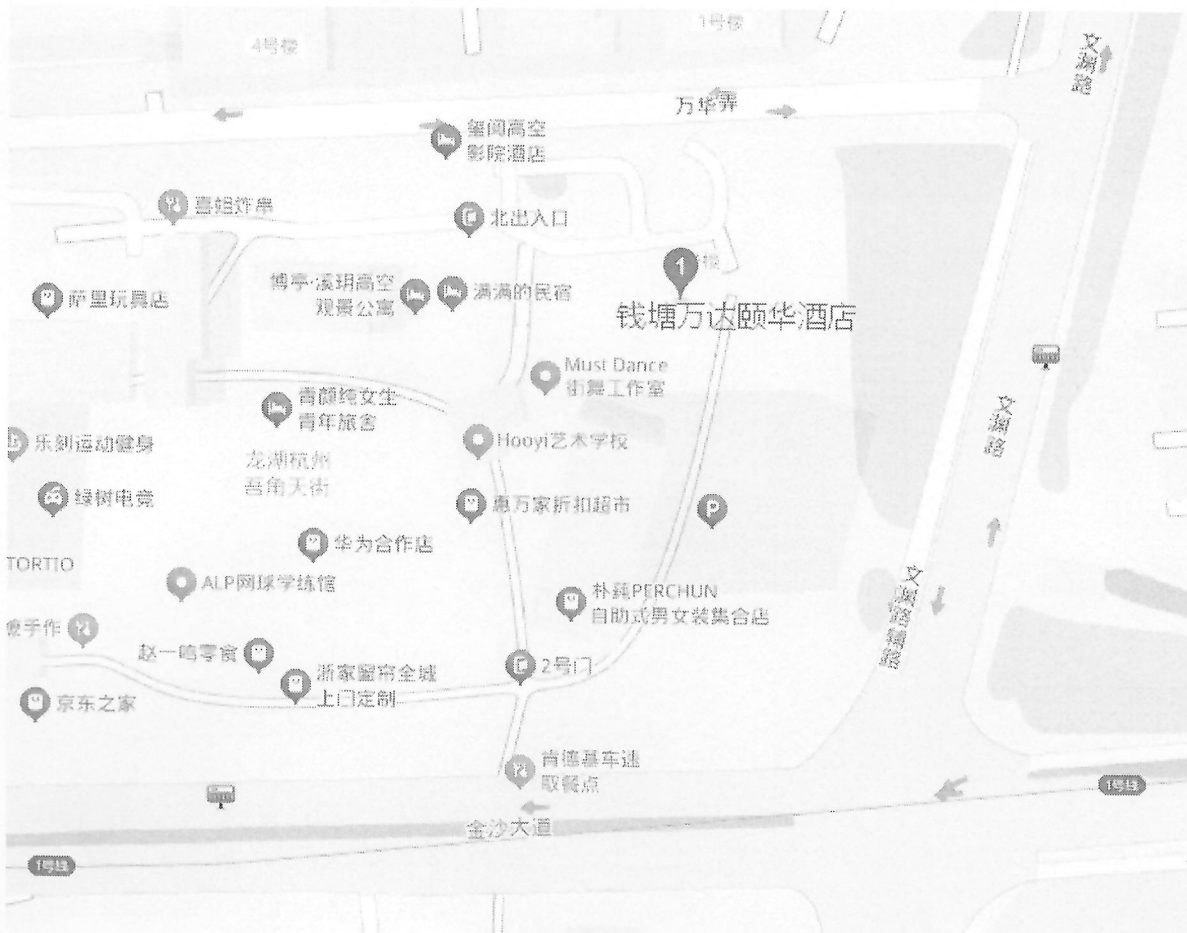 4号楼
1号楼
文渊路
万华弄
玺阅高空
影院酒店
喜姐炸串
北出入口
1
萨里玩具店
博亭·溪玥高空
观景公寓
满满的民宿
钱塘万达颐华酒店
Must Dance
街舞工作室
青颜纯女生
青年旅舍
文渊路
乐刻运动健身
Hooyi艺术学校
龙湖杭州
吾角天街
绿树电竞
惠万家折扣超市
P
华为合作店
TORTIO
ALP网球学练馆
朴莼PERCHUN
自助式男女装集合店
文渊路辅路
手作
赵一鸣零食
浙家窗帘全城
上门定制
2号门
京东之家
肯德基车速
取餐点
1号线
金沙大道
1号线